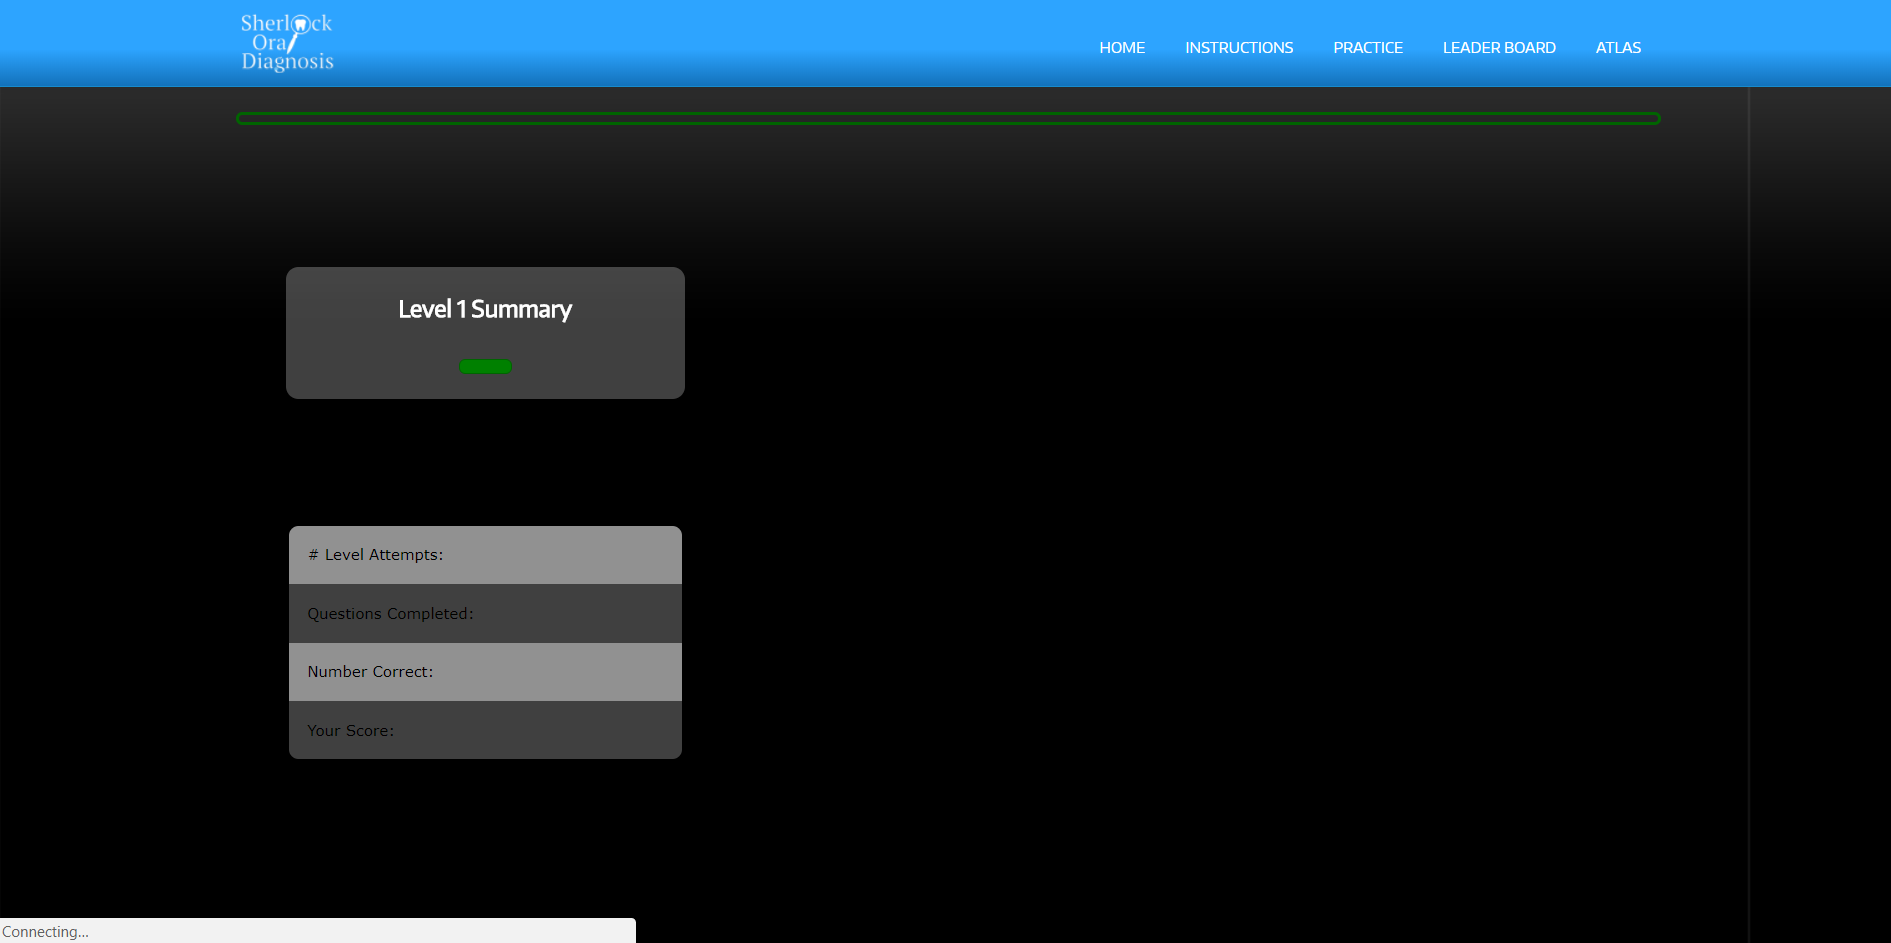 Sherlock
Oral
Diagnosis
HOME INSTRUCTIONS PRACTICE LEADER BOARD ATLAS
Level 1 Summary
# Level Attempts:
Questions Completed:
Number Correct:
Your Score:
Connecting...